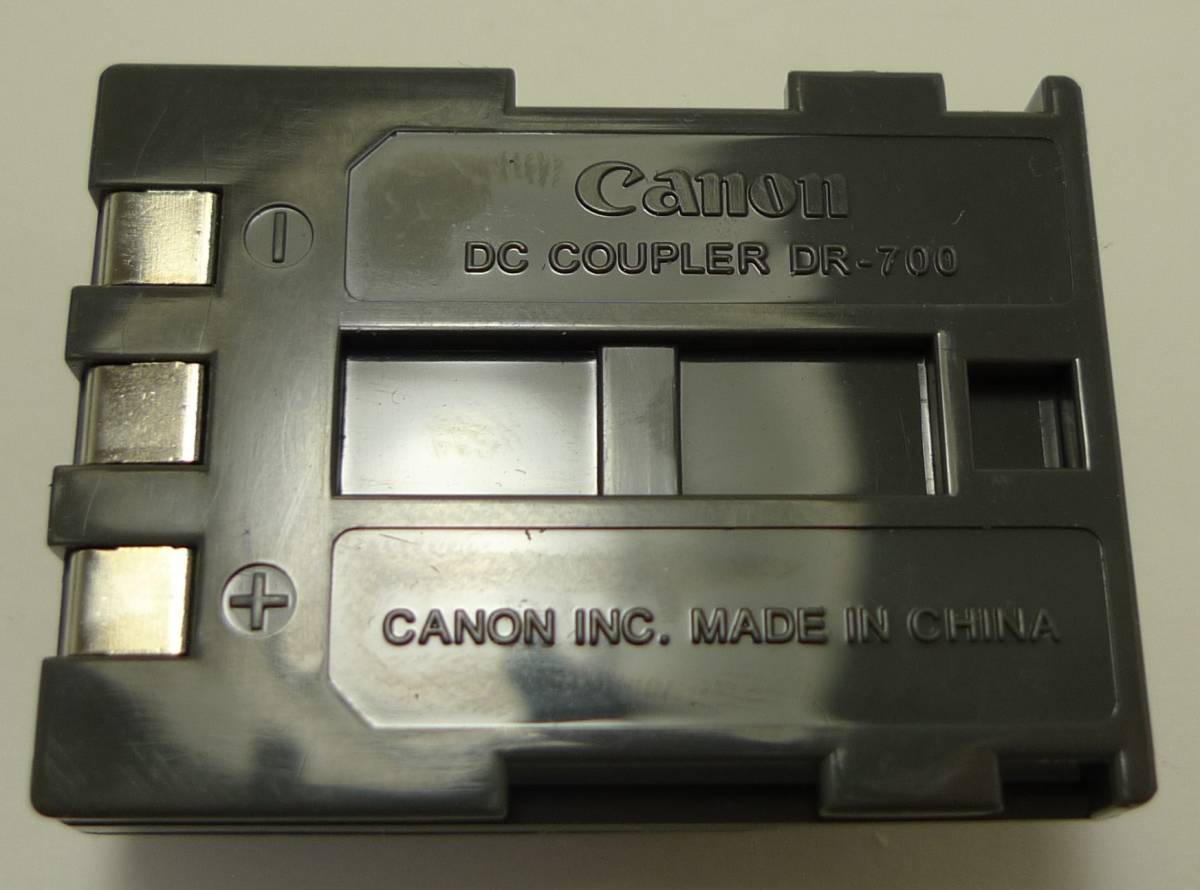 Canon
DC COUPLER DR-700
CANON INC. MADE IN CHINA